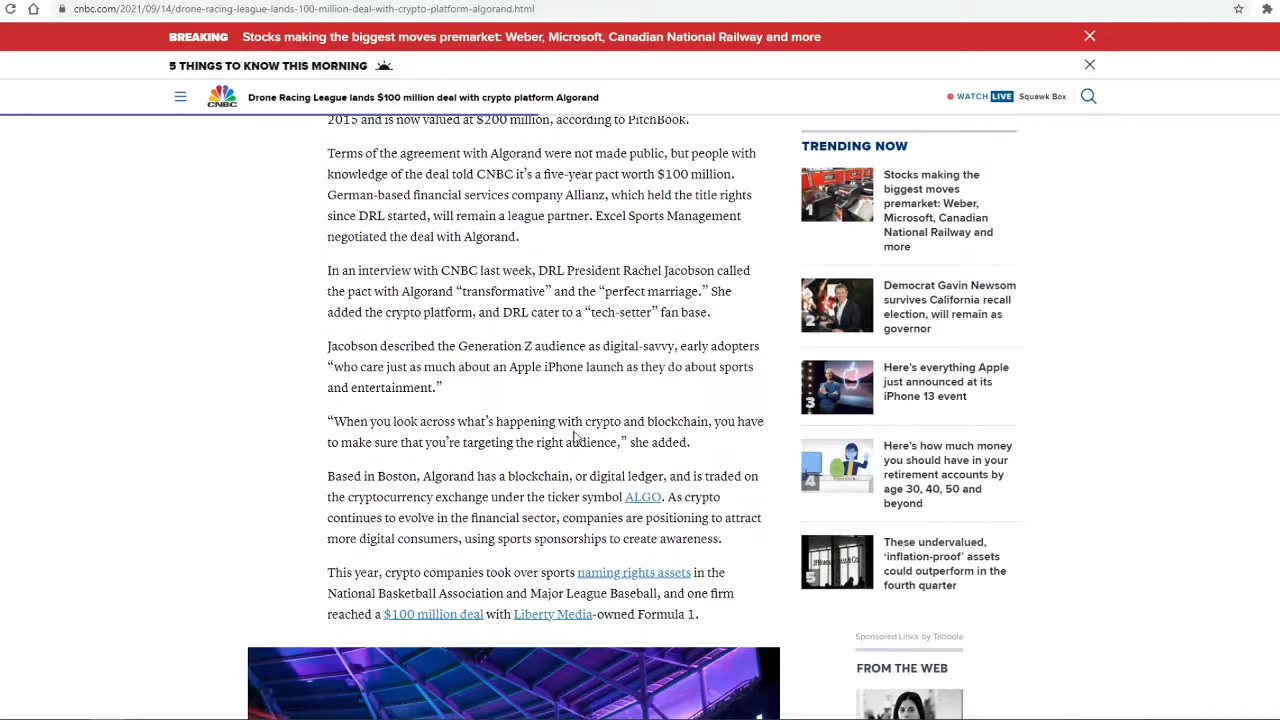 cnbc.com/2021/09/14/drone-racing-league-lands-100-million-deal-with-crypto-platform-algorand.html
BREAKING Stocks making the biggest moves premarket: Weber, Microsoft, Canadian National Railway and more
5 THINGS TO KNOW THIS MORNING
CNBC Drone Racing League lands $100 million deal with crypto platform Algorand WATCH LIVE Squawk Box
2015 and is now valued at $200 million, according to PitchBook.
Terms of the agreement with Algorand were not made public, but people with
knowledge of the deal told CNBC it’s a five-year pact worth $100 million.
German-based financial services company Allianz, which held the title rights
since DRL started, will remain a league partner. Excel Sports Management
negotiated the deal with Algorand.
In an interview with CNBC last week, DRL President Rachel Jacobson called
the pact with Algorand “transformative” and the “perfect marriage.” She
added the crypto platform, and DRL cater to a “tech-setter” fan base.
Jacobson described the Generation Z audience as digital-savvy, early adopters
“who care just as much about an Apple iPhone launch as they do about sports
and entertainment.”
“When you look across what’s happening with crypto and blockchain, you have
to make sure that you’re targeting the right audience,” she added.
Based in Boston, Algorand has a blockchain, or digital ledger, and is traded on
the cryptocurrency exchange under the ticker symbol ALGO. As crypto
continues to evolve in the financial sector, companies are positioning to attract
more digital consumers, using sports sponsorships to create awareness.
This year, crypto companies took over sports naming rights assets in the
National Basketball Association and Major League Baseball, and one firm
reached a $100 million deal with Liberty Media-owned Formula 1.
TRENDING NOW
1
Stocks making the
biggest moves
premarket: Weber,
Microsoft, Canadian
National Railway and
more
2
Democrat Gavin Newsom
survives California recall
election, will remain as
governor
3
Here’s everything Apple
just announced at its
iPhone 13 event
4
Here’s how much money
you should have in your
retirement accounts by
age 30, 40, 50 and
beyond
5
These undervalued,
‘inflation-proof’ assets
could outperform in the
fourth quarter
Sponsored Links by Taboola
FROM THE WEB